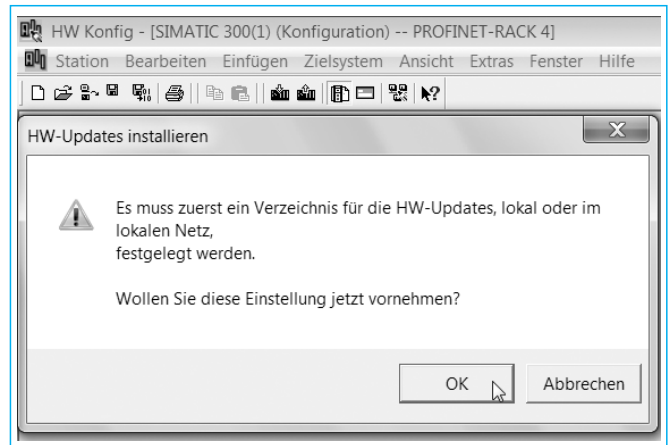 HW Konfig - [SIMATIC 300(1) (Konfiguration) -- PROFINET-RACK 4]
Station Bearbeiten Einfügen Zielsystem Ansicht Extras Fenster Hilfe
HW-Updates installieren
Es muss zuerst ein Verzeichnis für die HW-Updates, lokal oder im
lokalen Netz,
festgelegt werden.
Wollen Sie diese Einstellung jetzt vornehmen?
OK Abbrechen